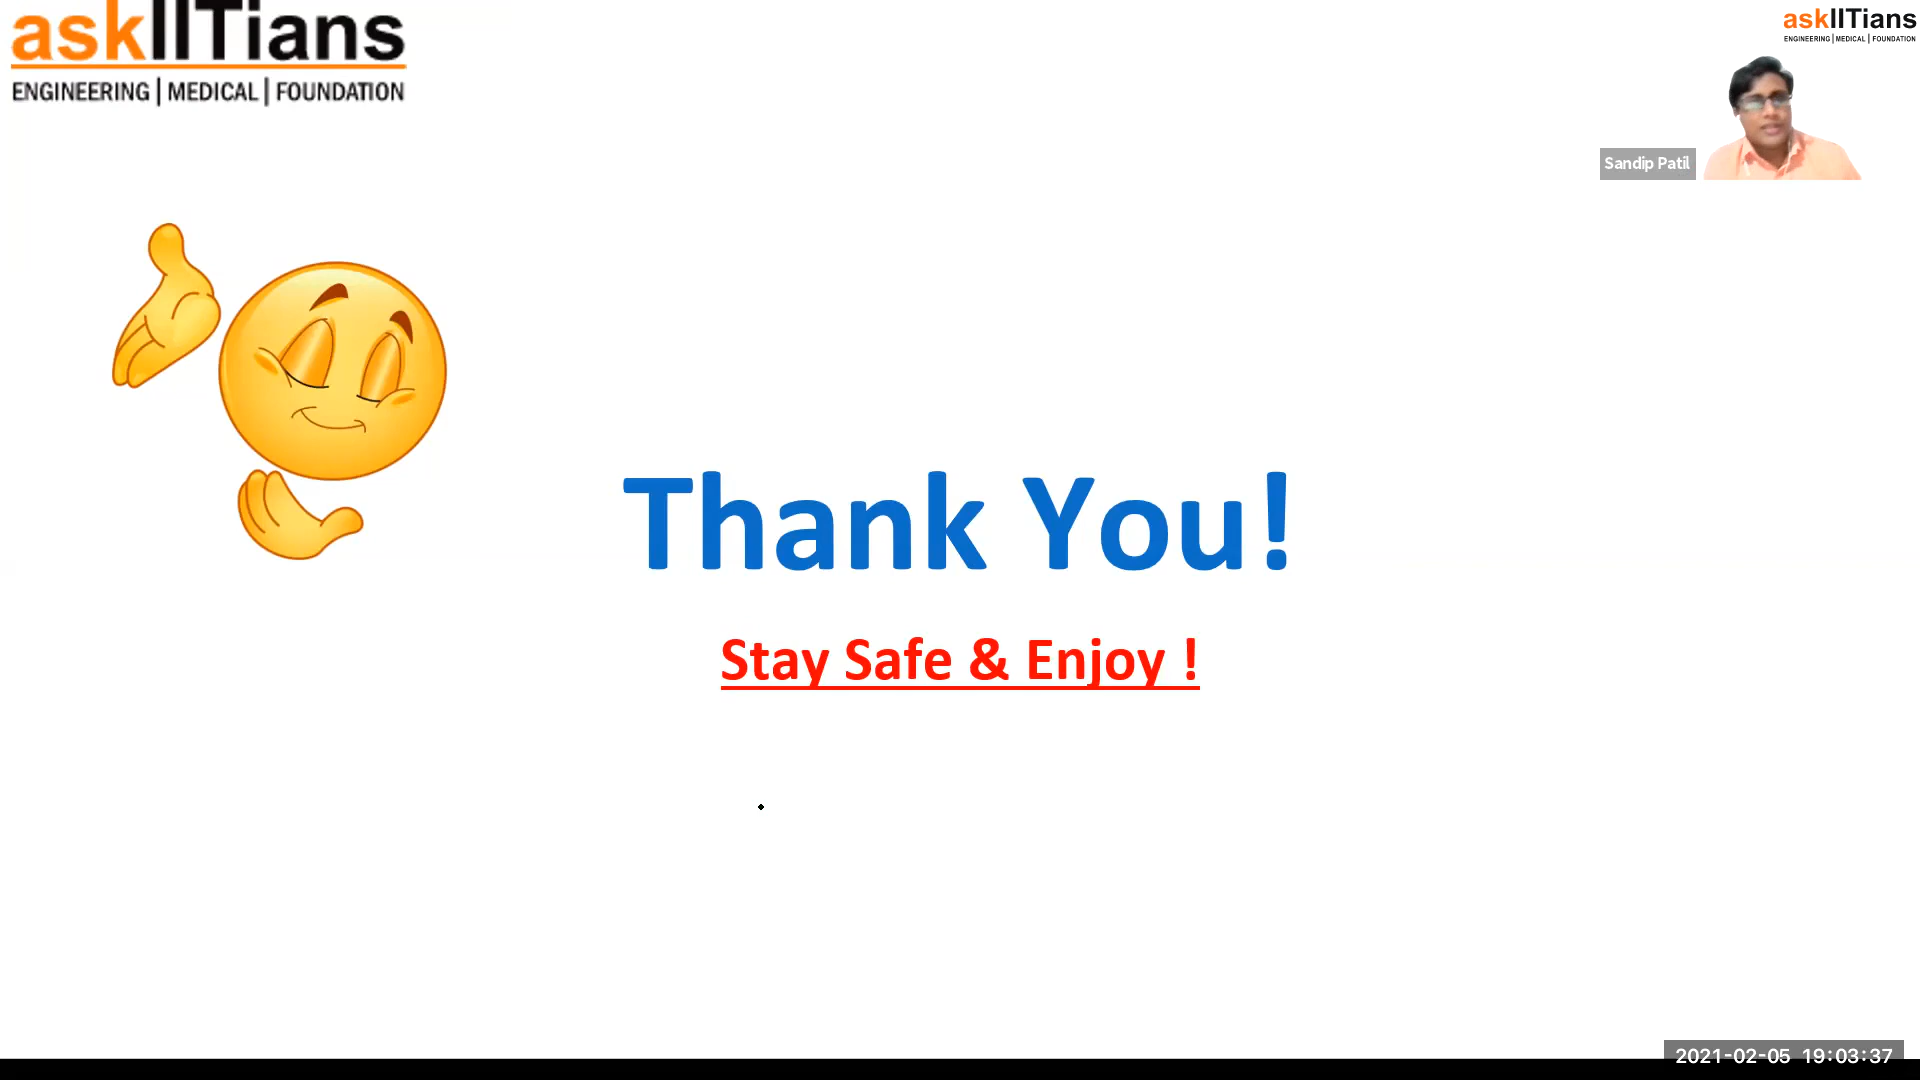 askIITians
ENGINEERING | MEDICAL | FOUNDATION
askIITians
ENGINEERING | MEDICAL | FOUNDATION
Sandip Patil
Thank You!
Stay Safe & Enjoy !
2021-02-05 19:03:37